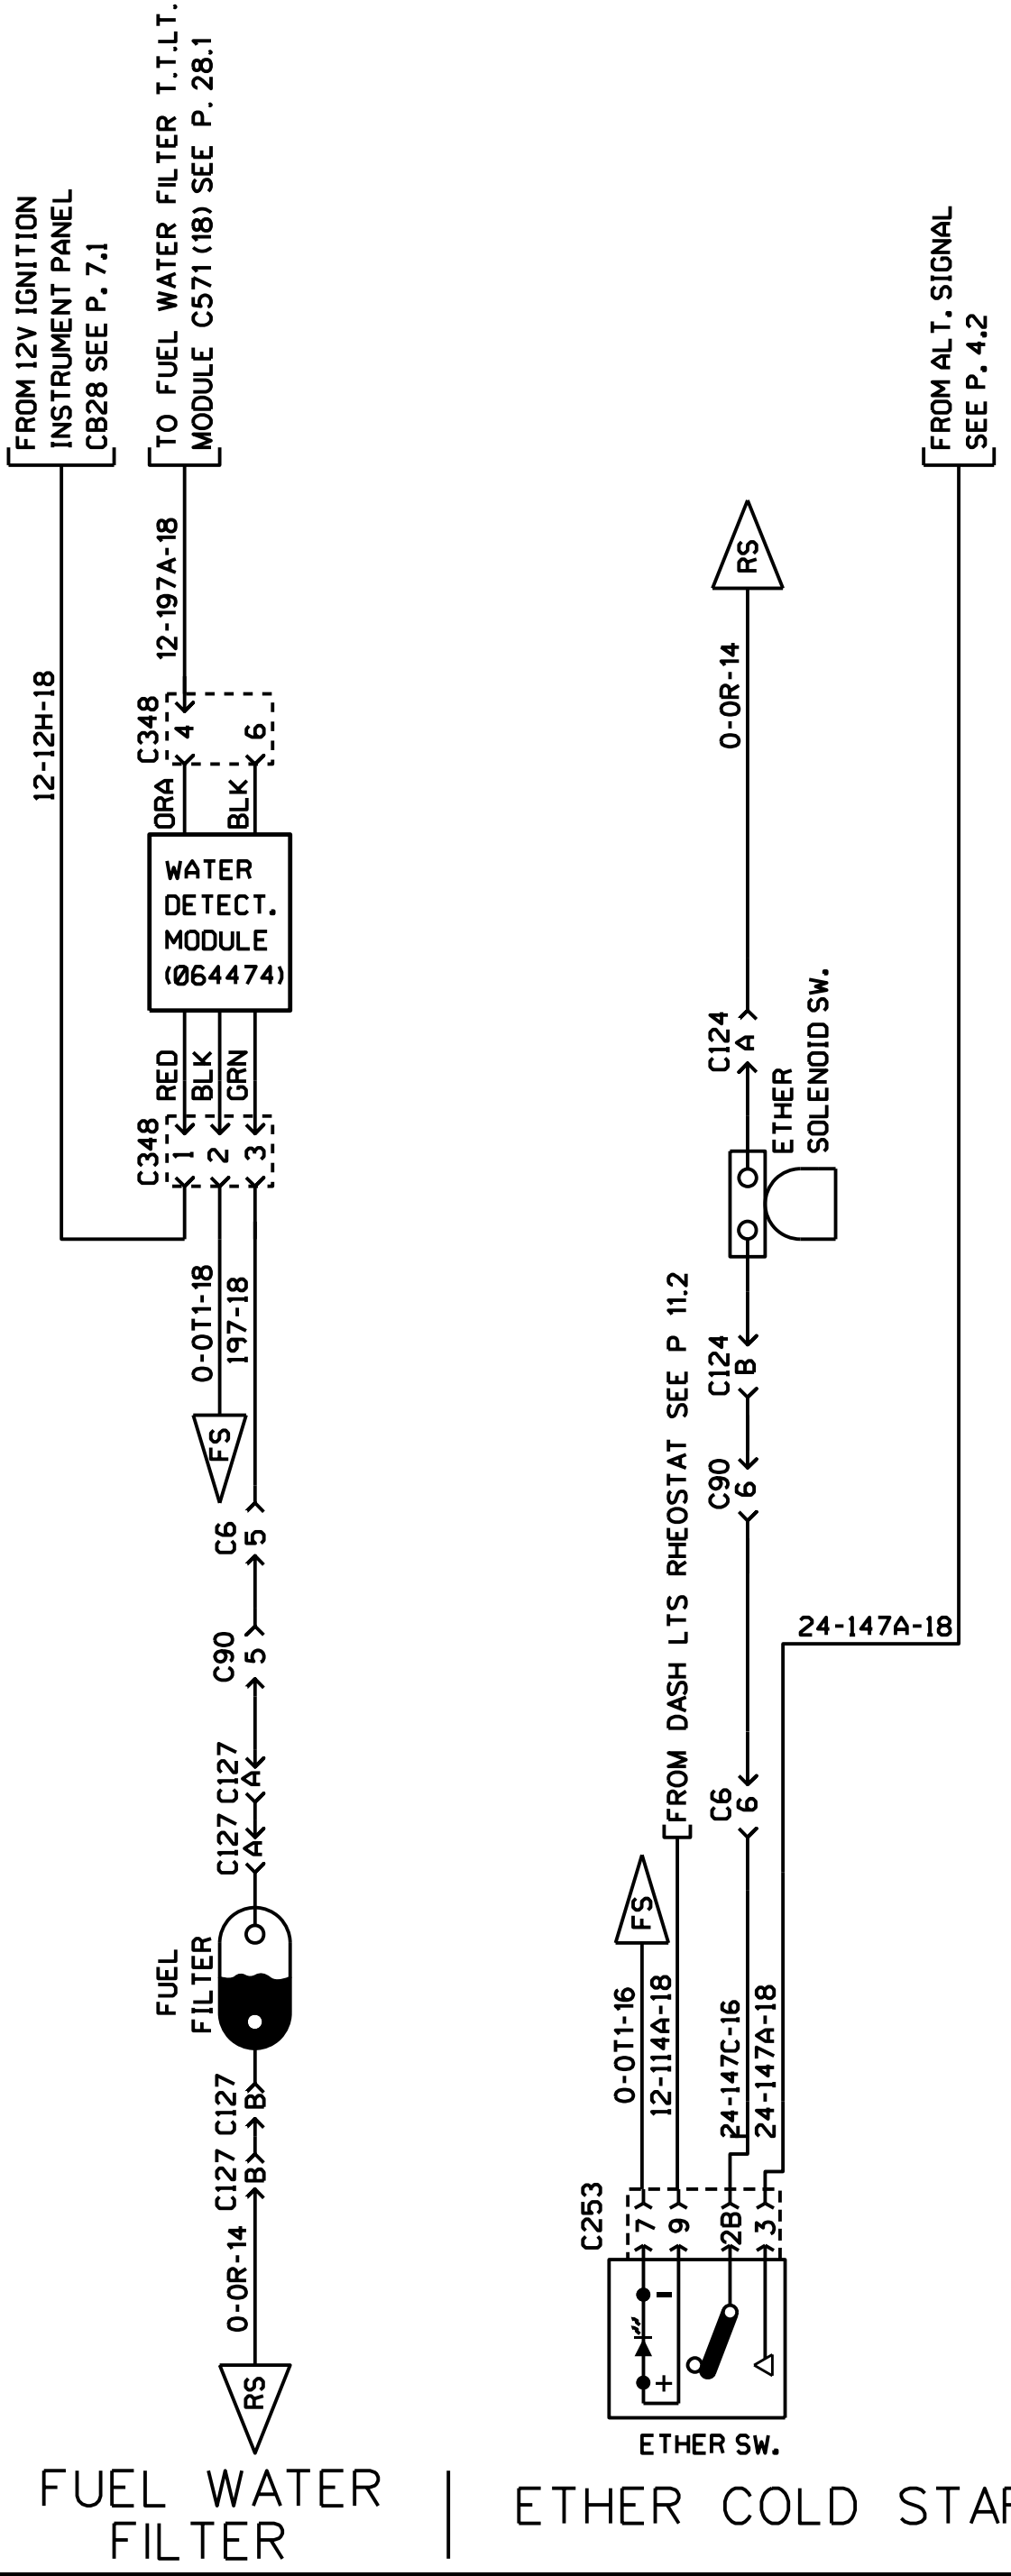 FROM 12V IGNITION
INSTRUMENT PANEL
CB28 SEE P. 7.1
TO FUEL WATER FILTER T.T.LT.
MODULE C571 (18) SEE P. 28.1
12-12H-18
12-197A-18
C348
4
6
ORA
BLK
WATER
DETECT.
MODULE
(064474)
RED
BLK
GRN
C348
1
2
3
0-0T1-18
197-18
FS
C6
5
C90
5
C127
A
C127
A
FUEL
FILTER
C127
B
C127
B
0-0R-14
RS
FUEL WATER
FILTER
FROM ALT. SIGNAL
SEE P. 4.2
RS
0-0R-14
C124
A
ETHER
SOLENOID SW.
C124
B
C90
6
FROM DASH LTS RHEOSTAT SEE P 11.2
24-147A-18
C6
6
FS
0-0T1-16
12-114A-18
24-147C-16
24-147A-18
C253
7
9
2B
3
-
+
ETHER SW.
ETHER COLD STAR